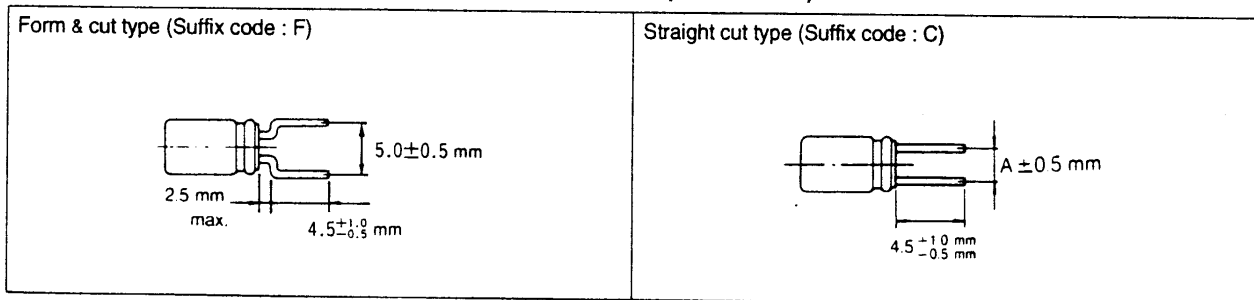 Form & cut type (Suffix code : F)
5.0±0.5 mm
2.5 mm
max.
4.5 +1.0 -0.5 mm
Straight cut type (Suffix code : C)
A ±0.5 mm
4.5 +1.0 mm -0.5 mm